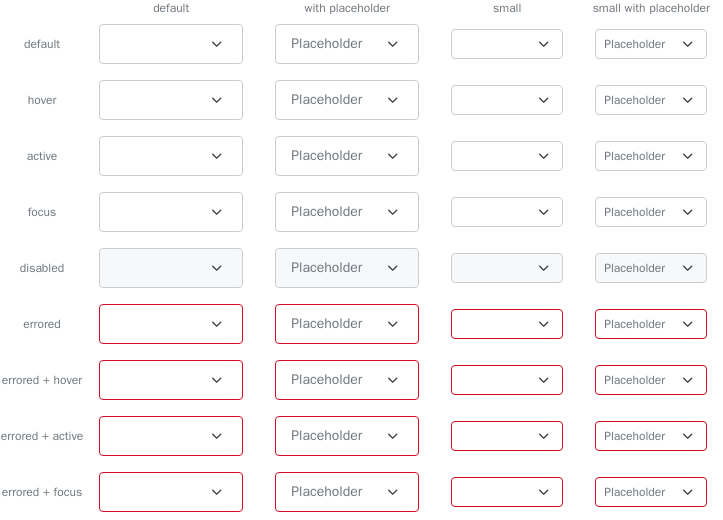 default with placeholder small small with placeholder
default Placeholder Placeholder
hover Placeholder Placeholder
active Placeholder Placeholder
focus Placeholder Placeholder
disabled Placeholder Placeholder
errored Placeholder Placeholder
errored + hover Placeholder Placeholder
errored + active Placeholder Placeholder
errored + focus Placeholder Placeholder